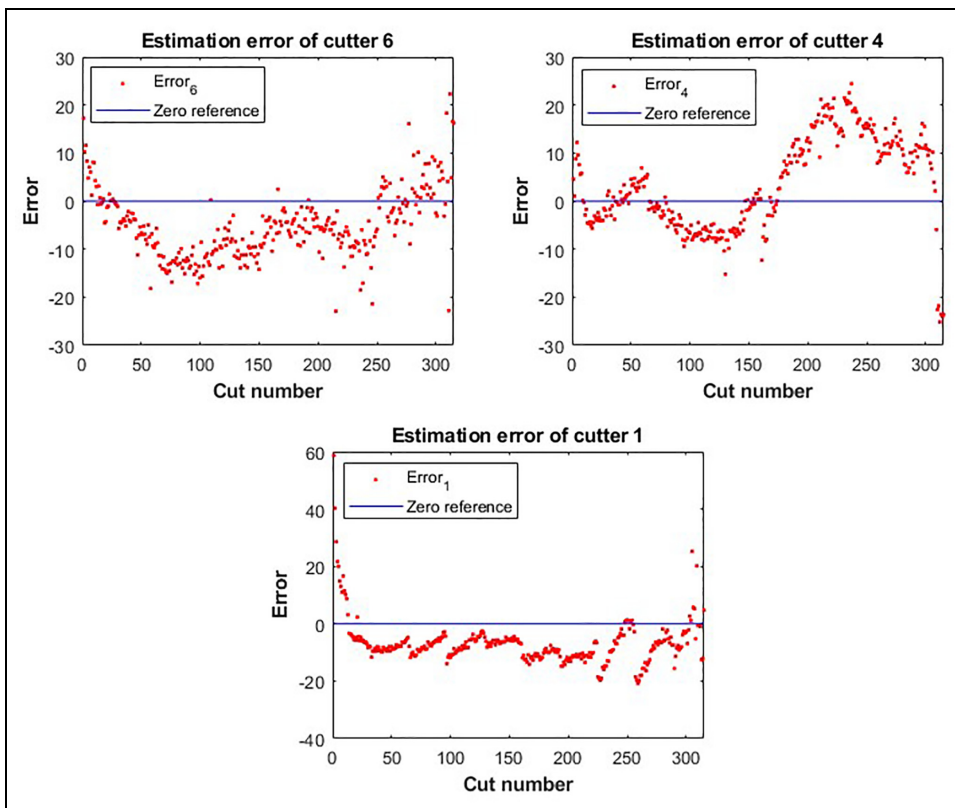 Estimation error of cutter 6
30
20
10
0
-10
-20
-30
Error
Error6
Zero reference
0 50 100 150 200 250 300
Cut number
Estimation error of cutter 4
30
20
10
0
-10
-20
-30
Error
Error4
Zero reference
0 50 100 150 200 250 300
Cut number
Estimation error of cutter 1
60
40
20
0
-20
-40
Error
Error1
Zero reference
0 50 100 150 200 250 300
Cut number